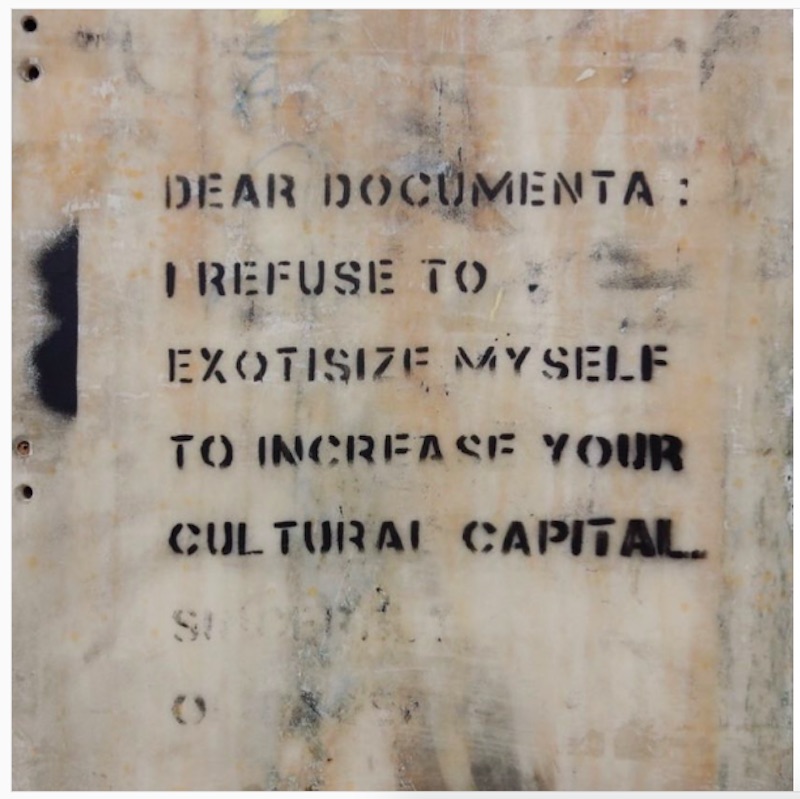 DEAR DOCUMENTA :
I REFUSE TO
EXOTISIZE MYSELF
TO INCREASE YOUR
CULTURAL CAPITAL.